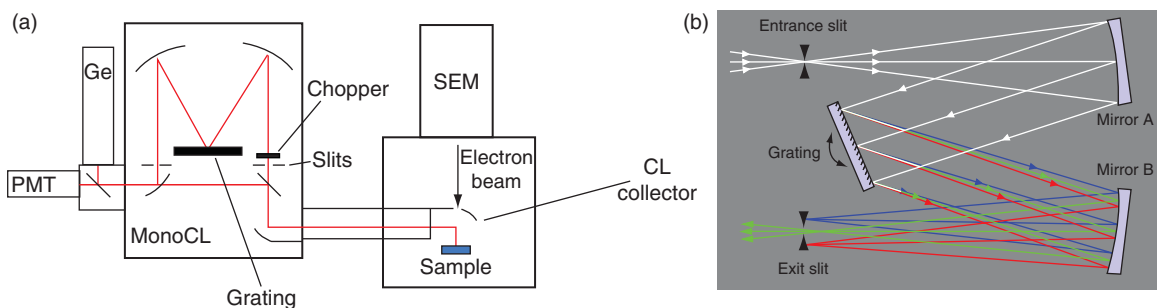 (a)
Ge
PMT
MonoCL
Grating
Chopper
Slits
SEM
Electron
beam
CL
collector
Sample
(b)
Entrance slit
Mirror A
Grating
Mirror B
Exit slit